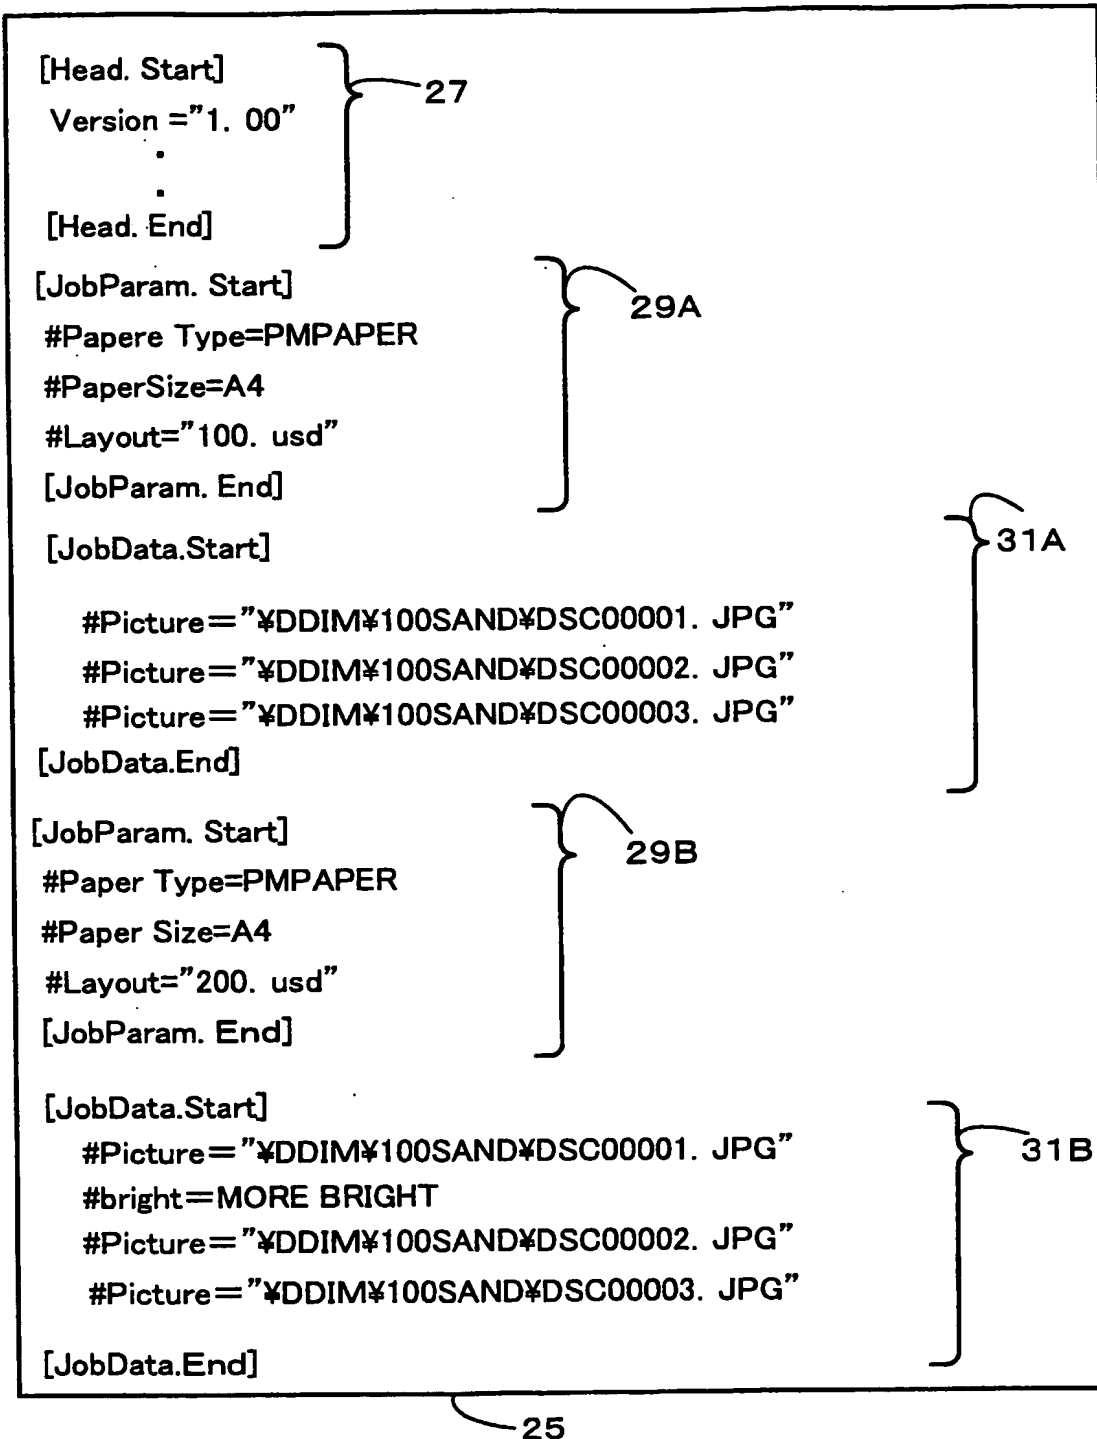 [Head. Start]
27
Version ="1. 00"
.
.
[Head. End]
[JobParam. Start]
29A
#Papere Type=PMPAPER
#PaperSize=A4
#Layout="100. usd"
[JobParam. End]
[JobData.Start]
31A
#Picture="¥DDIM¥100SAND¥DSC00001. JPG"
#Picture="¥DDIM¥100SAND¥DSC00002. JPG"
#Picture="¥DDIM¥100SAND¥DSC00003. JPG"
[JobData.End]
[JobParam. Start]
29B
#Paper Type=PMPAPER
#Paper Size=A4
#Layout="200. usd"
[JobParam. End]
[JobData.Start]
31B
#Picture="¥DDIM¥100SAND¥DSC00001. JPG"
#bright=MORE BRIGHT
#Picture="¥DDIM¥100SAND¥DSC00002. JPG"
#Picture="¥DDIM¥100SAND¥DSC00003. JPG"
[JobData.End]
25